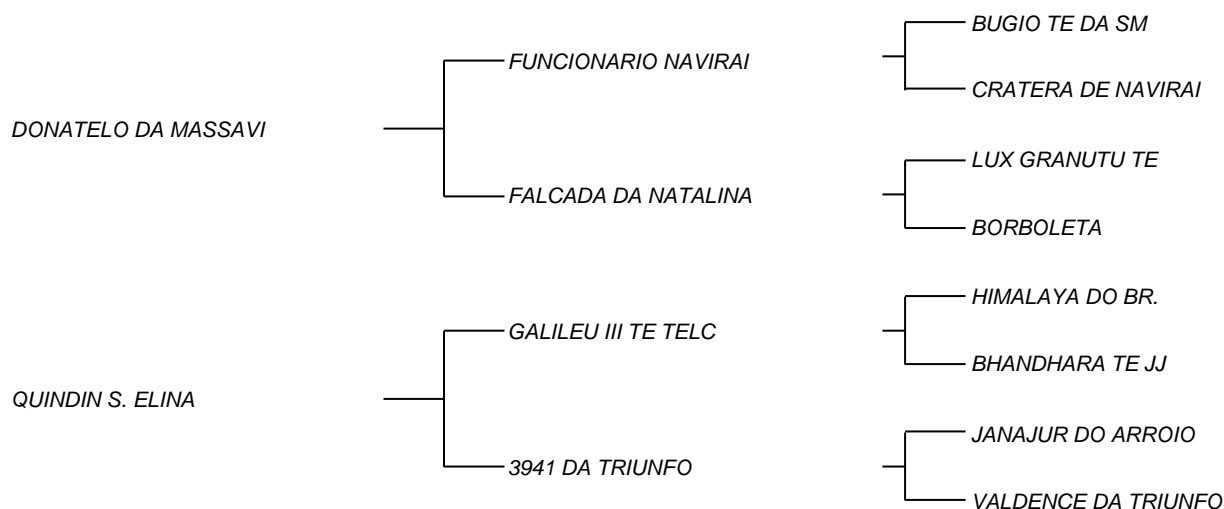 BUGIO TE DA SM
FUNCIONARIO NAVIRAI
CRATERA DE NAVIRAI
DONATELO DA MASSAVI
LUX GRANUTU TE
FALCADA DA NATALINA
BORBOLETA
HIMALAYA DO BR.
GALILEU III TE TELC
BHANDHARA TE JJ
QUINDIN S. ELINA
JANAJUR DO ARROIO
3941 DA TRIUNFO
VALDENCE DA TRIUNFO